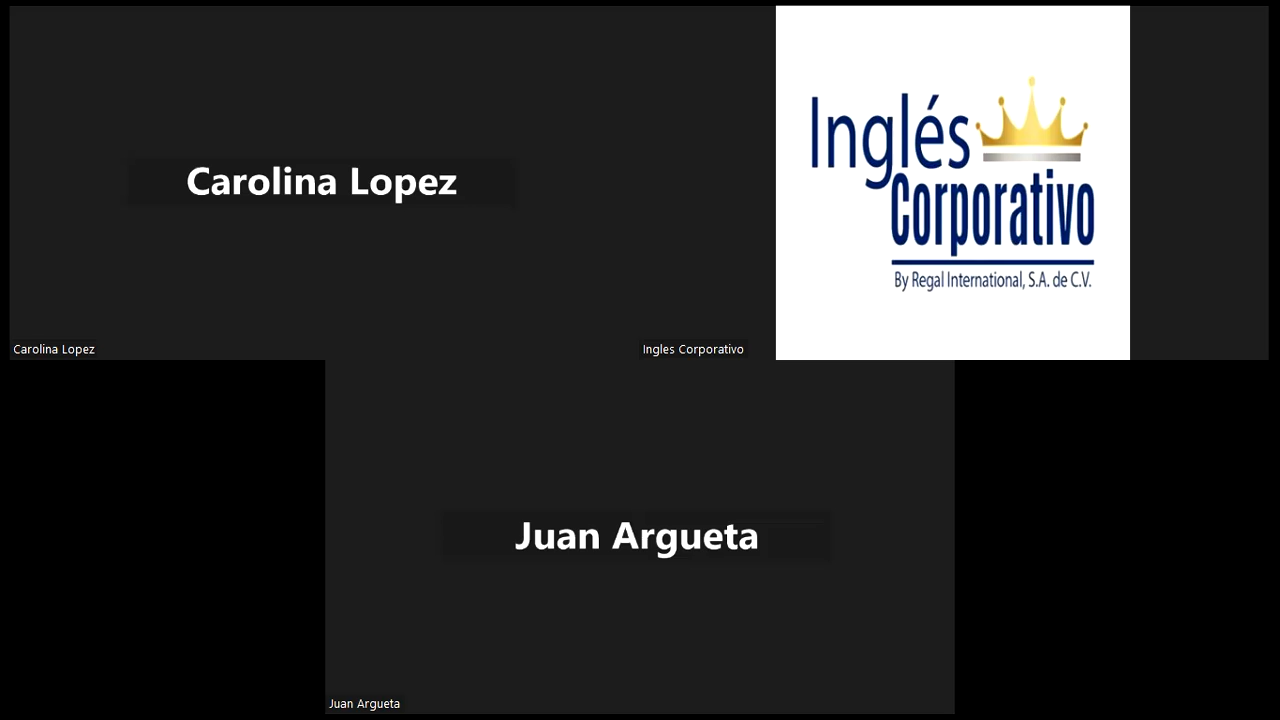 Carolina Lopez
Inglés
Corporativo
By Regal International, S.A. de C.V.
Carolina Lopez
Ingles Corporativo
Juan Argueta
Juan Argueta